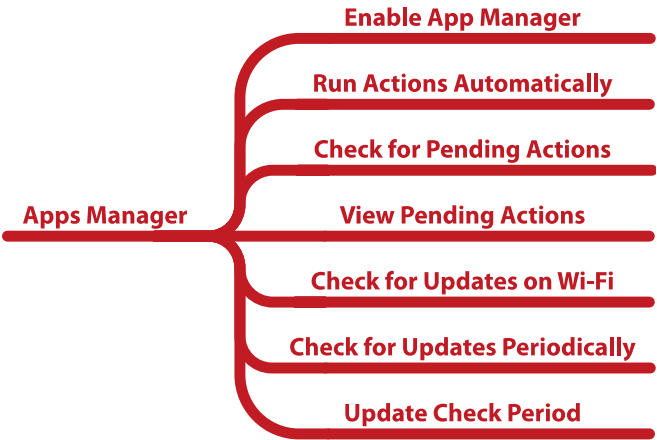 Enable App Manager
Run Actions Automatically
Check for Pending Actions
Apps Manager
View Pending Actions
Check for Updates on Wi-Fi
Check for Updates Periodically
Update Check Period